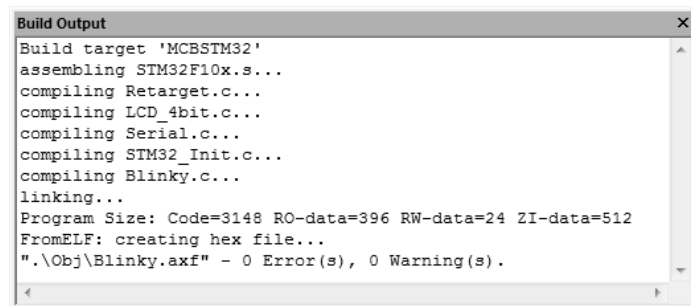 Build Output
Build target 'MCBSTM32'
assembling STM32F10x.s...
compiling Retarget.c...
compiling LCD_4bit.c...
compiling Serial.c...
compiling STM32_Init.c...
compiling Blinky.c...
linking...
Program Size: Code=3148 RO-data=396 RW-data=24 ZI-data=512
FromELF: creating hex file...
".\Obj\Blinky.axf" - 0 Error(s), 0 Warning(s).